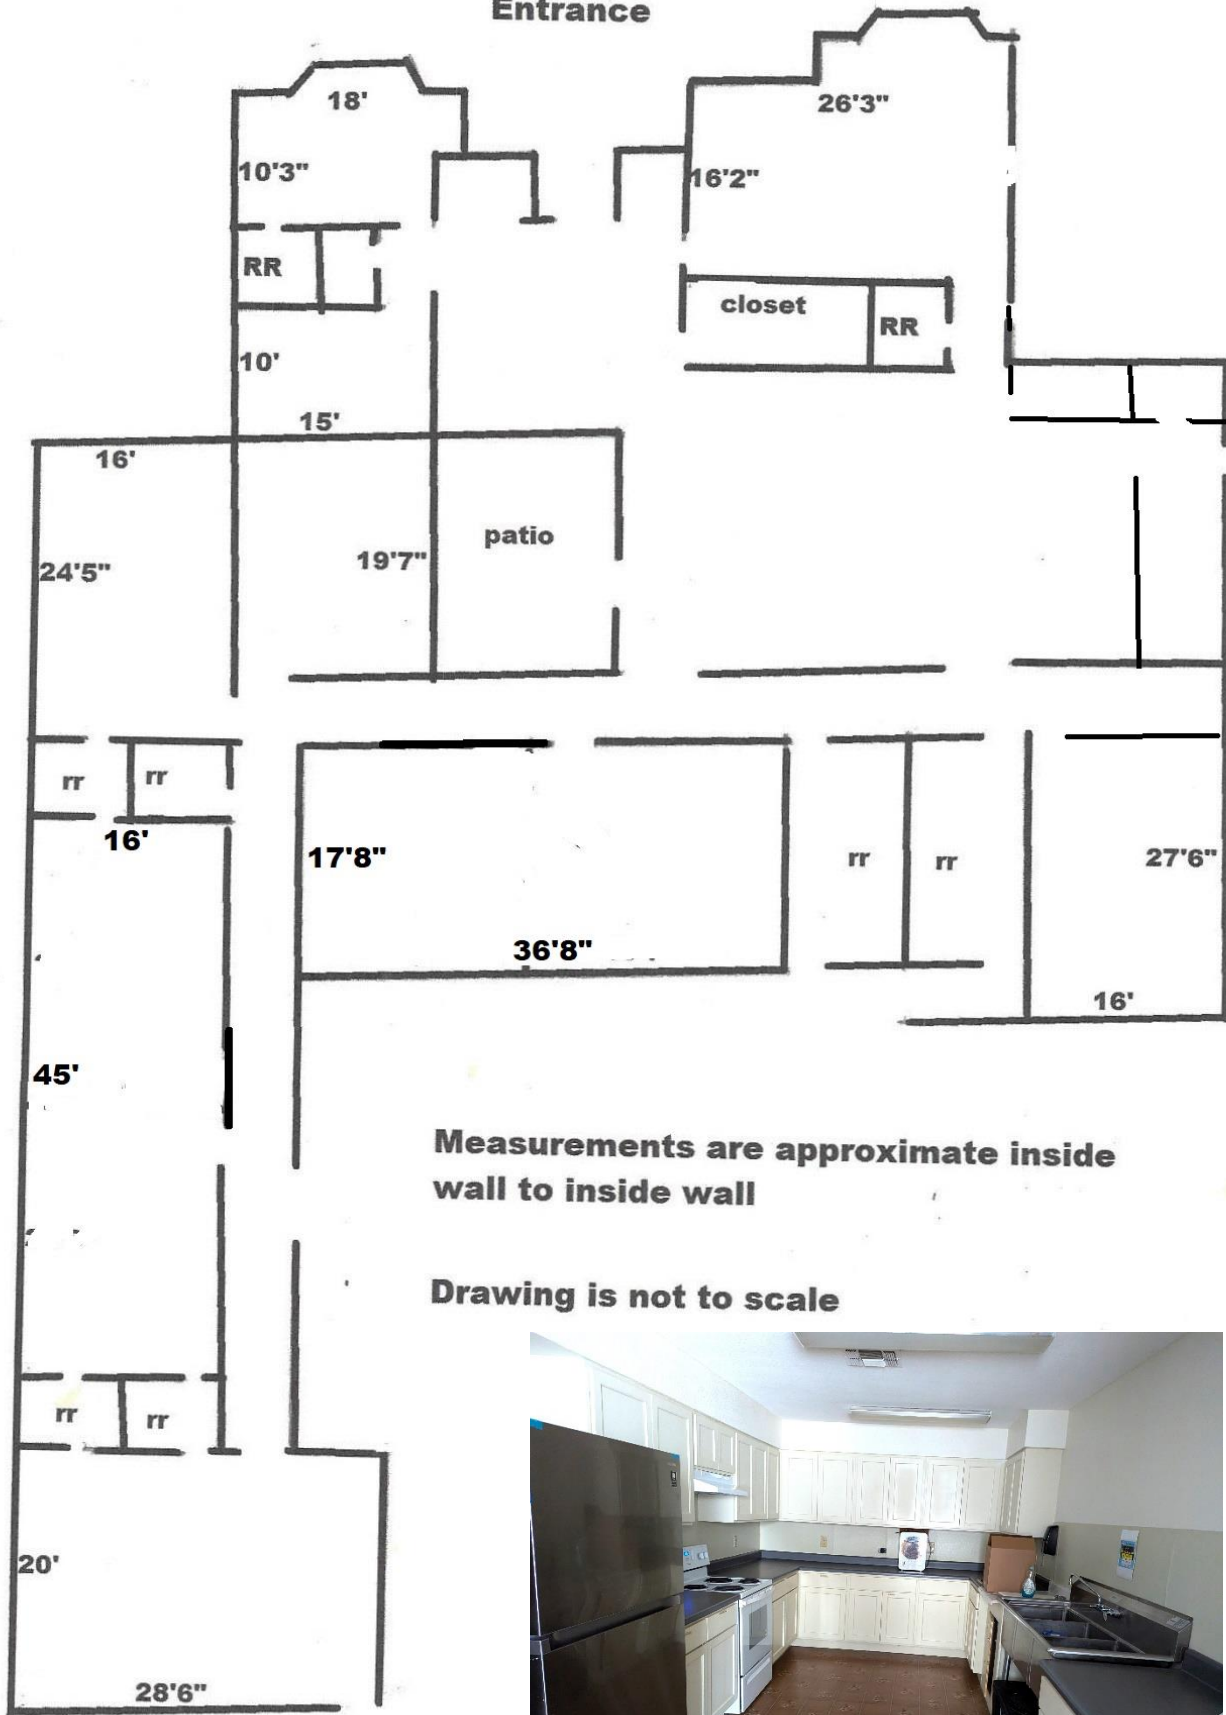 Entrance
18'
26'3"
10'3"
16'2"
RR
closet
RR
10'
15'
16'
patio
19'7"
24'5"
rr
rr
16'
17'8"
rr
rr
27'6"
36'8"
16'
45'
Measurements are approximate inside
wall to inside wall
Drawing is not to scale
rr
rr
20'
28'6"